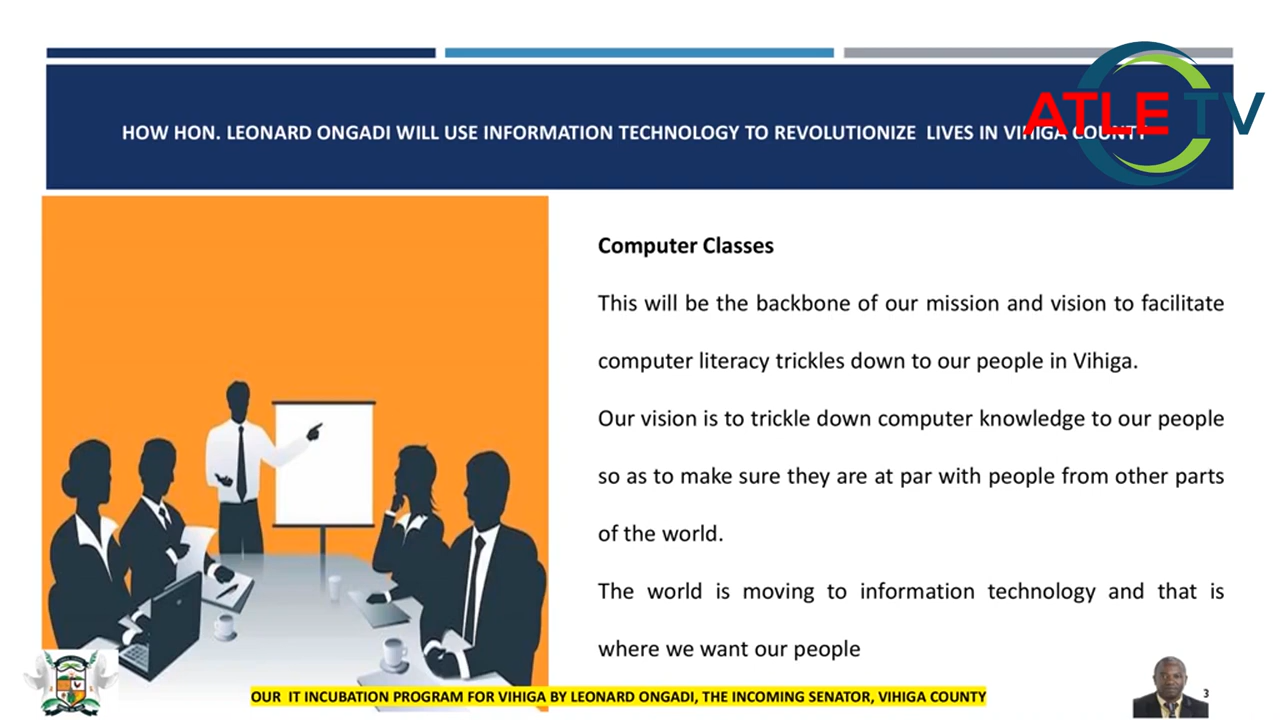 ATLE TV
HOW HON. LEONARD ONGADI WILL USE INFORMATION TECHNOLOGY TO REVOLUTIONIZE LIVES IN VIHIGA COUNTY
Computer Classes
This will be the backbone of our mission and vision to facilitate
computer literacy trickles down to our people in Vihiga.
Our vision is to trickle down computer knowledge to our people
so as to make sure they are at par with people from other parts
of the world.
The world is moving to information technology and that is
where we want our people
OUR IT INCUBATION PROGRAM FOR VIHIGA BY LEONARD ONGADI, THE INCOMING SENATOR, VIHIGA COUNTY
3